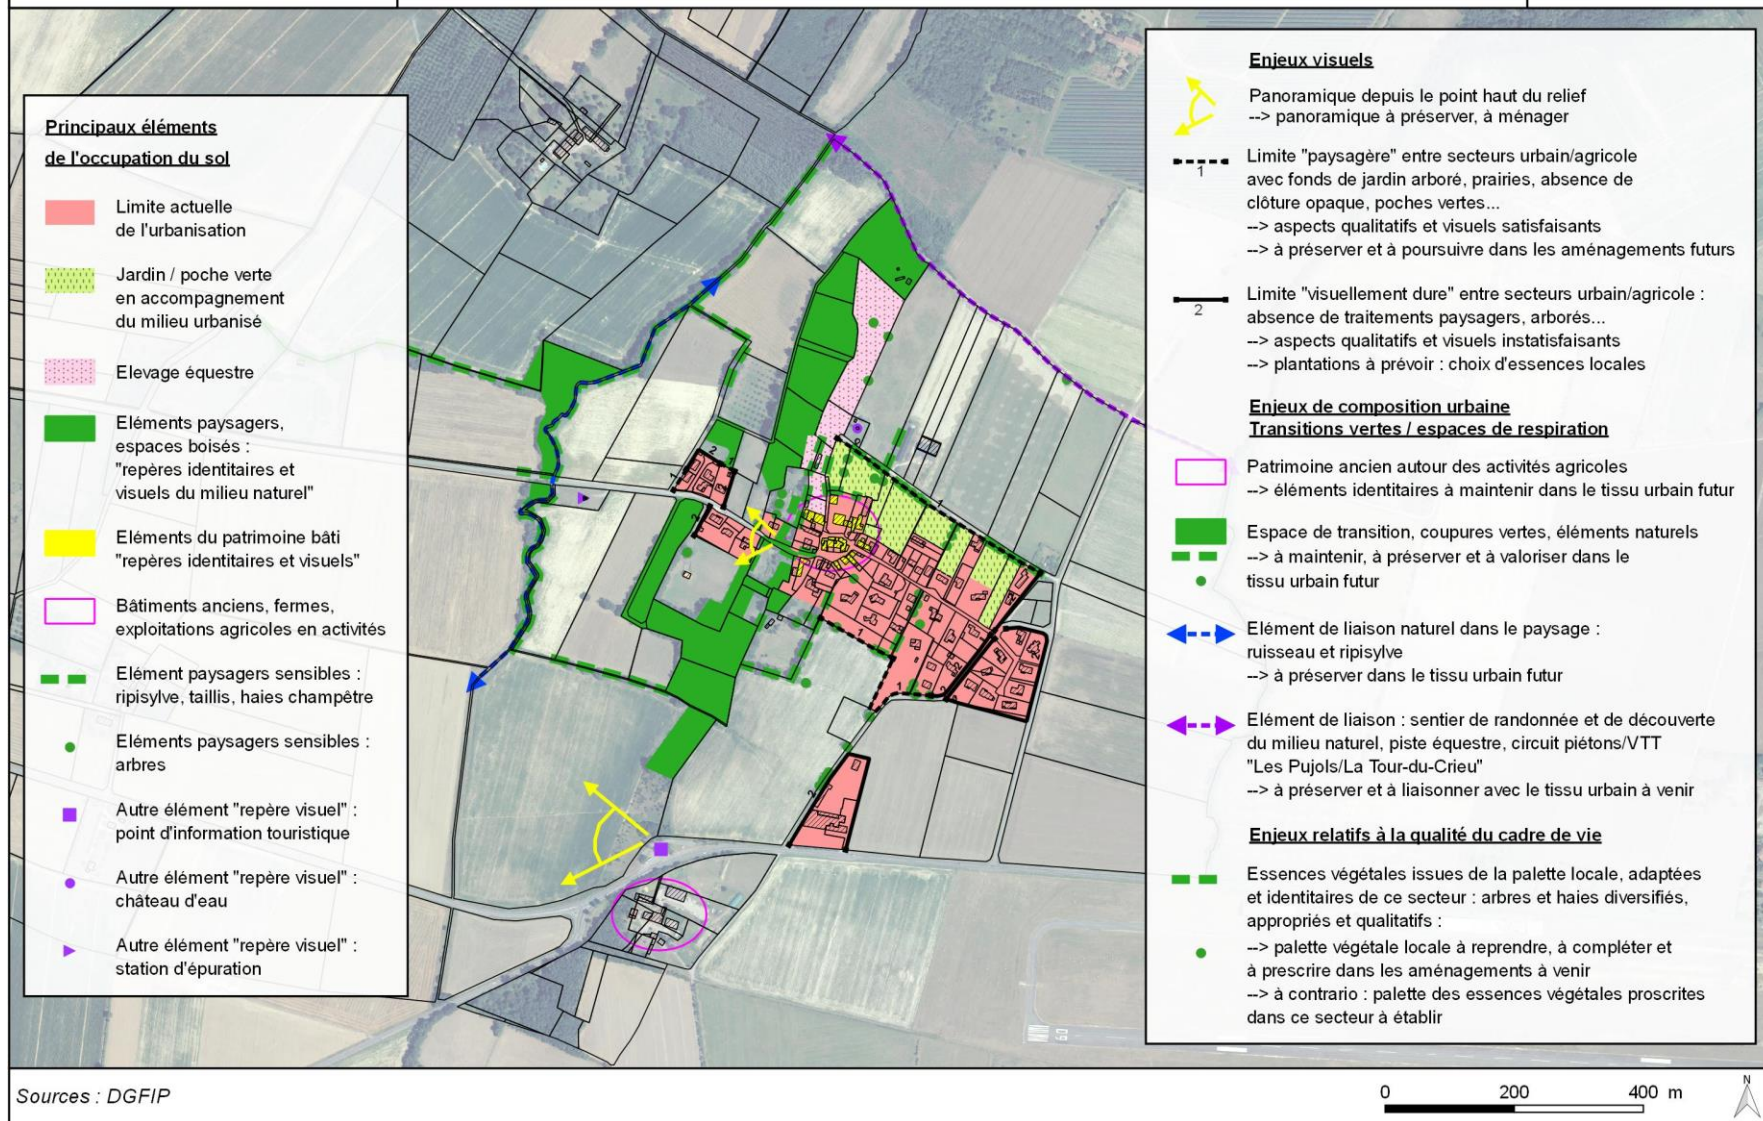 Principaux éléments
de l'occupation du sol
Limite actuelle
de l'urbanisation
Jardin / poche verte
en accompagnement
du milieu urbanisé
Elevage équestre
Eléments paysagers,
espaces boisés :
"repères identitaires et
visuels du milieu naturel"
Eléments du patrimoine bâti
"repères identitaires et visuels"
Bâtiments anciens, fermes,
exploitations agricoles en activités
Elément paysagers sensibles :
ripisylve, taillis, haies champêtre
Eléments paysagers sensibles :
arbres
Autre élément "repère visuel" :
point d'information touristique
Autre élément "repère visuel" :
château d'eau
Autre élément "repère visuel" :
station d'épuration
Enjeux visuels
Panoramique depuis le point haut du relief
--> panoramique à préserver, à ménager
1
Limite "paysagère" entre secteurs urbain/agricole
avec fonds de jardin arboré, prairies, absence de
clôture opaque, poches vertes...
--> aspects qualitatifs et visuels satisfaisants
--> à préserver et à poursuivre dans les aménagements futurs
2
Limite "visuellement dure" entre secteurs urbain/agricole :
absence de traitements paysagers, arborés...
--> aspects qualitatifs et visuels instatisfaisants
--> plantations à prévoir : choix d'essences locales
Enjeux de composition urbaine
Transitions vertes / espaces de respiration
Patrimoine ancien autour des activités agricoles
--> éléments identitaires à maintenir dans le tissu urbain futur
Espace de transition, coupures vertes, éléments naturels
--> à maintenir, à préserver et à valoriser dans le
tissu urbain futur
Elément de liaison naturel dans le paysage :
ruisseau et ripisylve
--> à préserver dans le tissu urbain futur
Elément de liaison : sentier de randonnée et de découverte
du milieu naturel, piste équestre, circuit piétons/VTT
"Les Pujols/La Tour-du-Crieu"
--> à préserver et à liaisonner avec le tissu urbain à venir
Enjeux relatifs à la qualité du cadre de vie
Essences végétales issues de la palette locale, adaptées
et identitaires de ce secteur : arbres et haies diversifiés,
appropriés et qualitatifs :
--> palette végétale locale à reprendre, à compléter et
à prescrire dans les aménagements à venir
--> à contrario : palette des essences végétales proscrites
dans ce secteur à établir
2
1
1
2
1
1
2
2
2
Sources : DGFIP
0 200 400 m
N